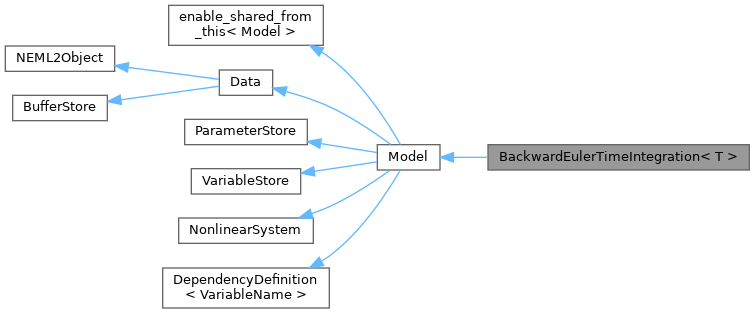 enable_shared_from
_this< Model >
NEML2Object
Data
BufferStore
ParameterStore
Model
BackwardEulerTimeIntegration< T >
VariableStore
NonlinearSystem
DependencyDefinition
< VariableName >